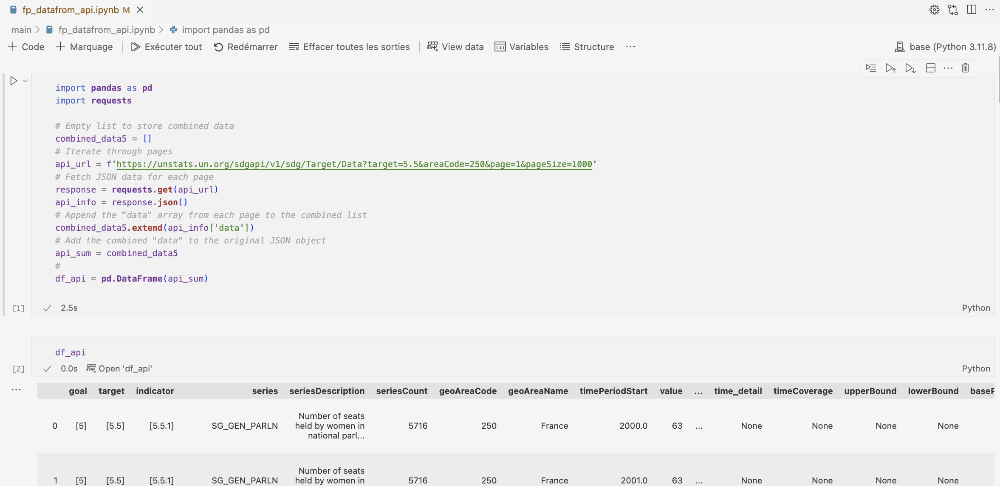 fp_datafrom_api.ipynb M
main > fp_datafrom_api.ipynb > import pandas as pd
Code Marquage Exécuter tout Redémarrer Effacer toutes les sorties View data Variables Structure ... base (Python 3.11.8)
import pandas as pd
import requests
# Empty list to store combined data
combined_data5 = []
# Iterate through pages
api_url = f'https://unstats.un.org/sdgapi/v1/sdg/Target/Data?target=5.5&areaCode=250&page=1&pageSize=1000'
# Fetch JSON data for each page
response = requests.get(api_url)
api_info = response.json()
# Append the "data" array from each page to the combined list
combined_data5.extend(api_info['data'])
# Add the combined "data" to the original JSON object
api_sum = combined_data5
#
df_api = pd.DataFrame(api_sum)
[1] 2.5s Python
df_api
[2] 0.0s Open 'df_api' Python
goal target indicator series seriesDescription seriesCount geoAreaCode geoAreaName timePeriodStart value ... time_detail timeCoverage upperBound lowerBound baseP
Number of seats
0 [5] [5.5] [5.5.1] SG_GEN_PARLN held by women in 5716 250 France 2000.0 63 ... None None None None
national parl...
Number of seats
1 [5] [5.5] [5.5.1] SG_GEN_PARLN held by women in 5716 250 France 2001.0 63 ... None None None None